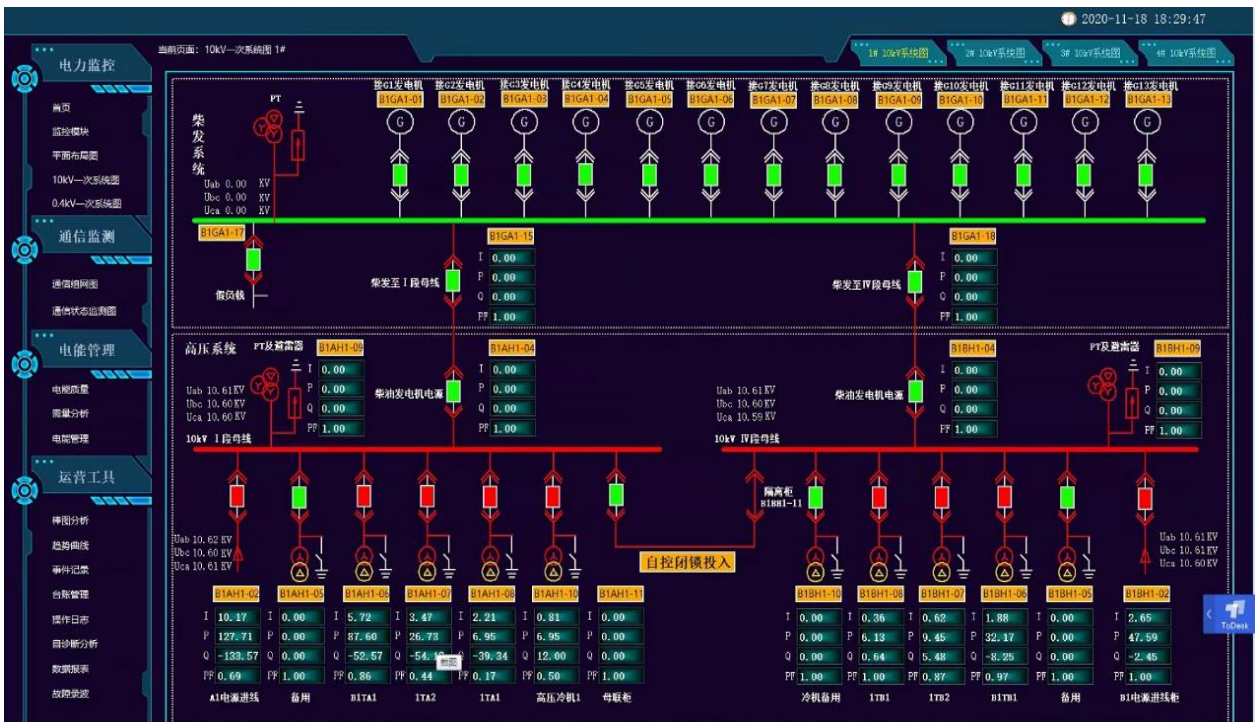 2020-11-18 18:29:47
当前页面：10kV一次系统图 1#
1# 10kV系统图 2# 10kV系统图 3# 10kV系统图 4# 10kV系统图
电力监控
首页
监控模块
平面布局图
10kV一次系统图
0.4kV一次系统图
通信监测
通信组网图
通信状态监测图
电能管理
电能质量
需量分析
电能管理
运营工具
棒图分析
趋势曲线
事件记录
台账管理
操作日志
自诊断分析
数据报表
故障录波
接G1发电机 接G2发电机 接G3发电机 接G4发电机 接G5发电机 接G6发电机 接G7发电机 接G8发电机 接G9发电机 接G10发电机 接G11发电机 接G12发电机 接G13发电机
B1GA1-01 B1GA1-02 B1GA1-03 B1GA1-04 B1GA1-05 B1GA1-06 B1GA1-07 B1GA1-08 B1GA1-09 B1GA1-10 B1GA1-11 B1GA1-12 B1GA1-13
G G G G G G G G G G G G G
PT
柴发系统
Uab 0.00 KV
Ubc 0.00 KV
Uca 0.00 KV
B1GA1-17
假负载
B1GA1-15
柴发至Ⅰ段母线
I 0.00
P 0.00
Q 0.00
PF 1.00
B1GA1-18
柴发至Ⅳ段母线
I 0.00
P 0.00
Q 0.00
PF 1.00
高压系统
PT及避雷器
B1AH1-09
I 0.00
P 0.00
Q 0.00
PF 1.00
Uab 10.61KV
Ubc 10.60KV
Uca 10.60KV
10kV Ⅰ段母线
B1AH1-04
柴油发电机电源
I 0.00
P 0.00
Q 0.00
PF 1.00
Uab 10.61KV
Ubc 10.60KV
Uca 10.59KV
10kV Ⅳ段母线
B1BH1-04
柴油发电机电源
I 0.00
P 0.00
Q 0.00
PF 1.00
PT及避雷器
B1BH1-09
I 0.00
P 0.00
Q 0.00
PF 1.00
隔离柜
B1BH1-11
自控闭锁投入
Uab 10.62 KV
Ubc 10.60 KV
Uca 10.61 KV
Uab 10.61KV
Ubc 10.61KV
Uca 10.60KV
B1AH1-02 B1AH1-05 B1AH1-06 B1AH1-07 B1AH1-08 B1AH1-10 B1AH1-11 B1BH1-10 B1BH1-08 B1BH1-07 B1BH1-06 B1BH1-05 B1BH1-02
I 10.17 I 0.00 I 5.72 I 3.47 I 2.21 I 0.81 I 0.00 I 0.00 I 0.36 I 0.62 I 1.88 I 0.00 I 2.65
P 127.71 P 0.00 P 87.60 P 26.73 P 6.95 P 6.95 P 0.00 P 0.00 P 6.13 P 9.45 P 32.17 P 0.00 P 47.59
Q -133.57 Q 0.00 Q -52.57 Q -54. Q -39.34 Q 12.00 Q 0.00 Q 0.00 Q 0.64 Q 5.48 Q -8.25 Q 0.00 Q -2.45
截图
PF 0.69 PF 1.00 PF 0.86 PF 0.44 PF 0.17 PF 0.50 PF 1.00 PF 1.00 PF 1.00 PF 0.87 PF 0.97 PF 1.00 PF 1.00
A1电源进线 备用 B1TA1 1TA2 1TA1 高压冷机1 母联柜 冷机备用 1TB1 1TB2 B1TB1 备用 B1电源进线柜
ToDesk